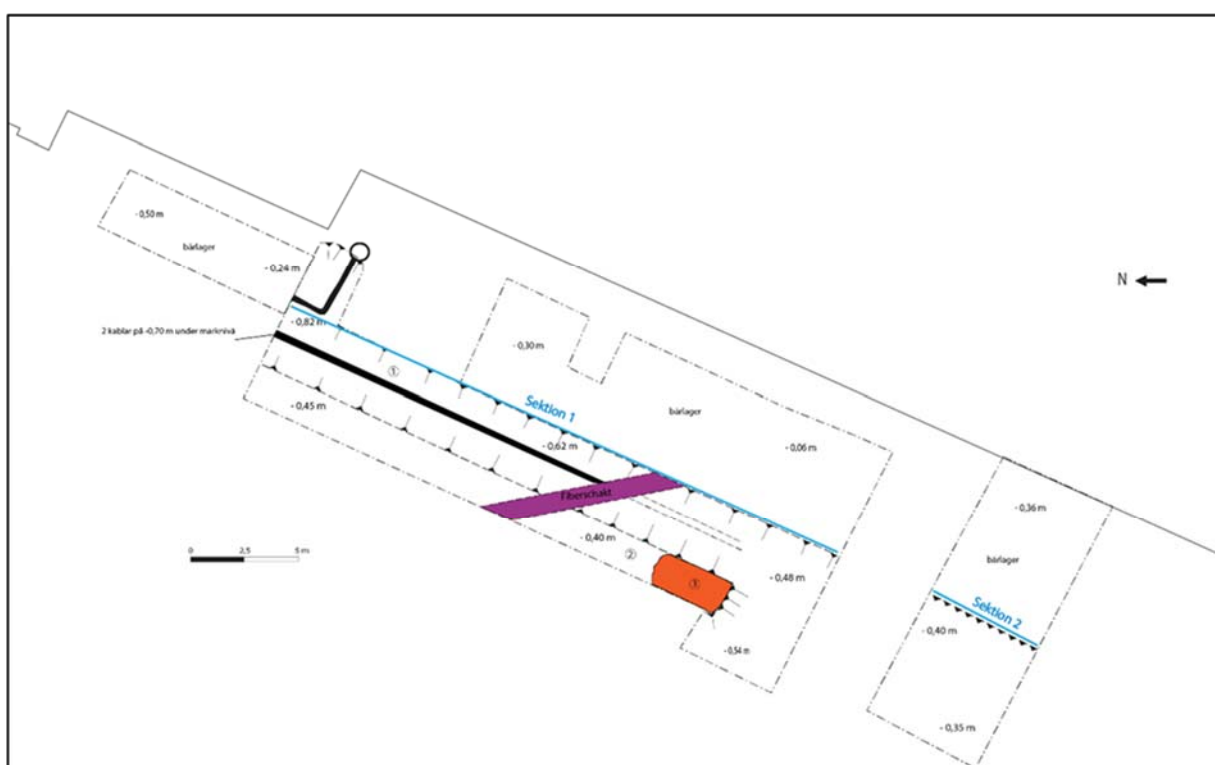 - 0,50 m
bärlager
- 0,24 m
N
- 0,82 m
2 kablar på -0,70 m under marknivå
- 0,30 m
①
Sektion 1
bärlager
- 0,45 m
- 0,62 m
- 0,06 m
Fiberschakt
- 0,36 m
- 0,40 m
②
bärlager
0 2,5 5 m
- 0,48 m
Sektion 2
- 0,40 m
- 0,54 m
- 0,35 m